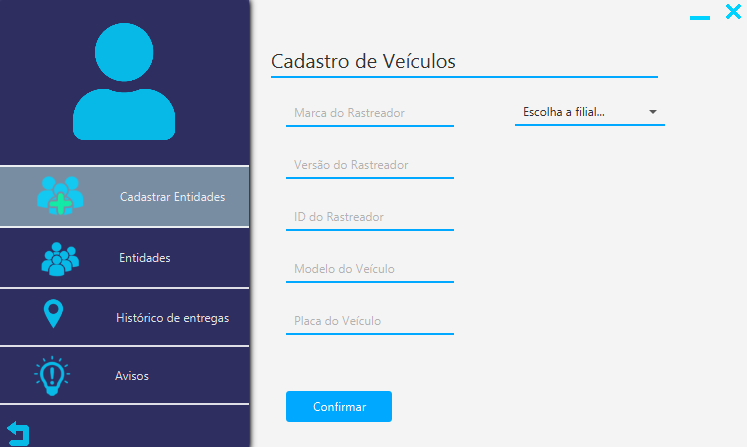 Cadastrar Entidades
Entidades
Histórico de entregas
Avisos
Cadastro de Veículos
Marca do Rastreador
Escolha a filial...
Versão do Rastreador
ID do Rastreador
Modelo do Veículo
Placa do Veículo
Confirmar